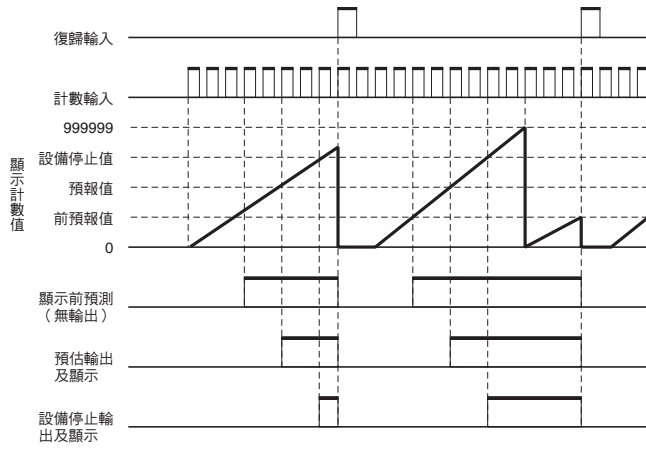 復歸輸入
計數輸入
999999
設備停止值
預報值
前預報值
0
顯示計數值
顯示前預測
（無輸出）
預估輸出
及顯示
設備停止輸
出及顯示